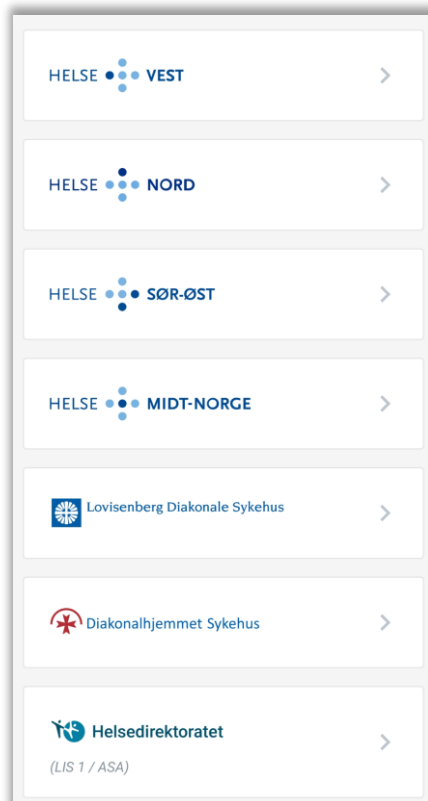 HELSE VEST
HELSE NORD
HELSE SØR-ØST
HELSE MIDT-NORGE
Lovisenberg Diakonale Sykehus
Diakonalhjemmet Sykehus
Helsedirektoratet
(LIS 1 / ASA)